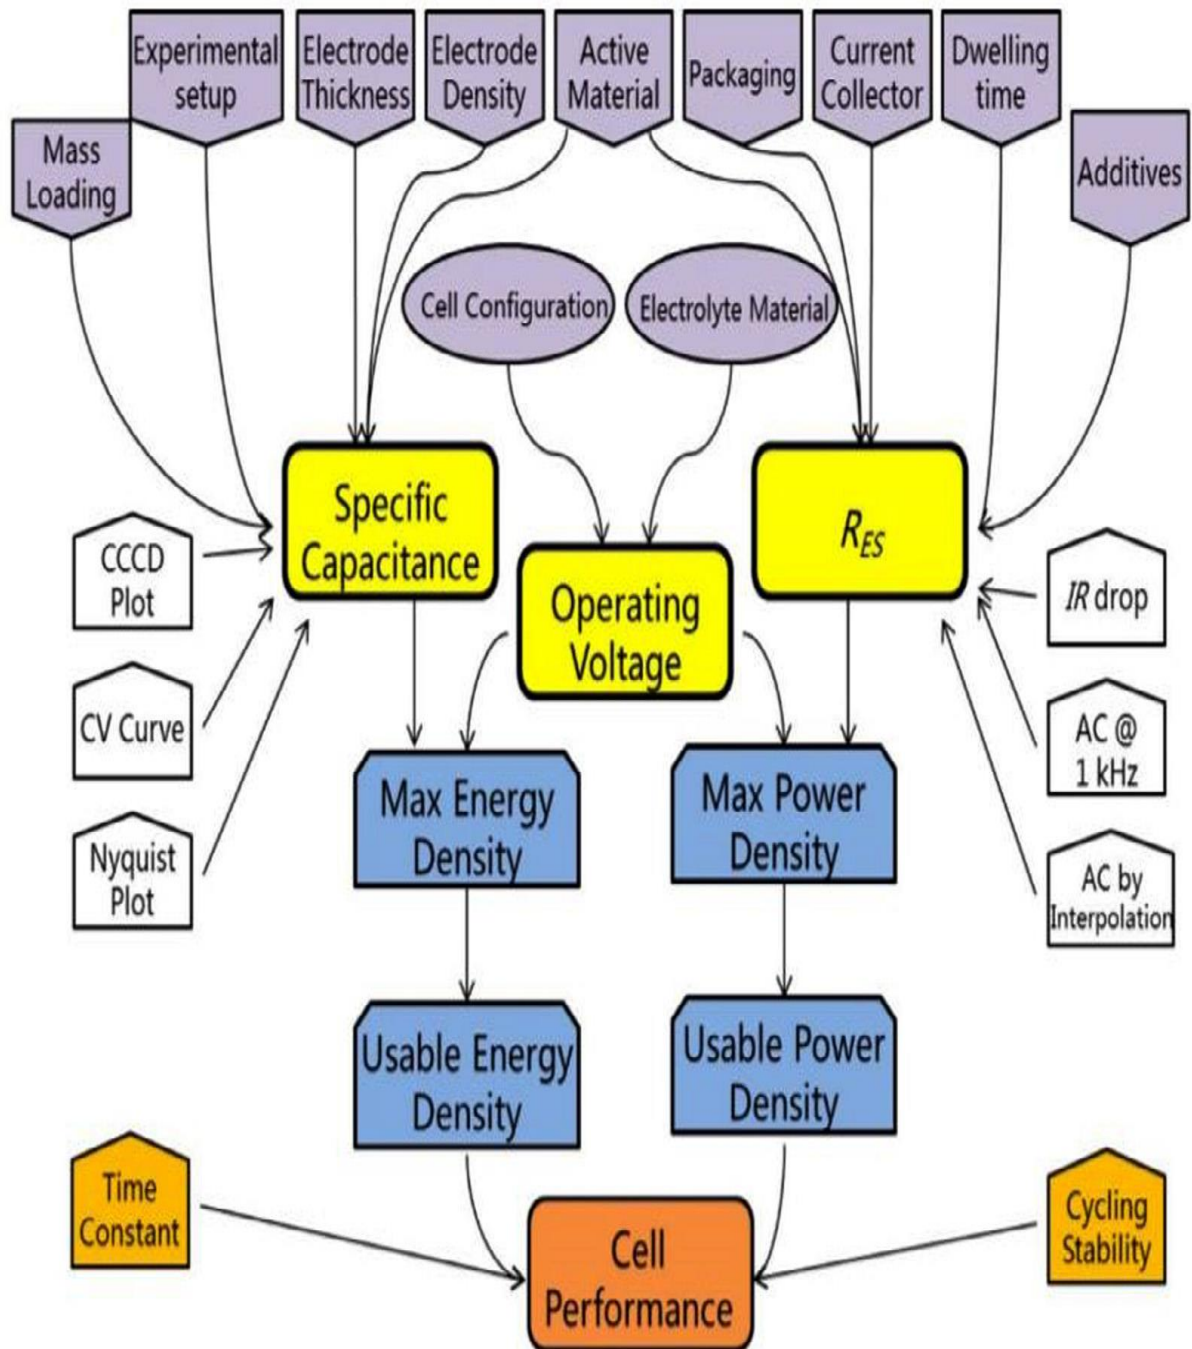 Experimental
setup
Electrode
Thickness
Electrode
Density
Active
Material
Packaging
Current
Collector
Dwelling
time
Mass
Loading
Additives
Cell Configuration
Electrolyte Material
Specific
Capacitance
R_ES
Operating
Voltage
CCCD
Plot
IR drop
CV Curve
AC @
1 kHz
Max Energy
Density
Max Power
Density
Nyquist
Plot
AC by
Interpolation
Usable Energy
Density
Usable Power
Density
Time
Constant
Cycling
Stability
Cell
Performance